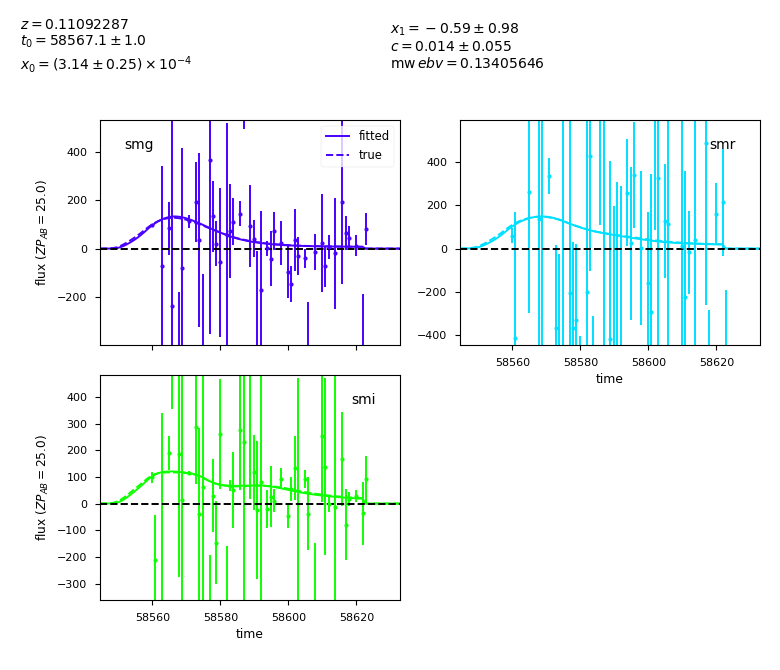 z = 0.11092287
t₀ = 58567.1 ± 1.0
x₀ = (3.14 ± 0.25) × 10⁻⁴
x₁ = −0.59 ± 0.98
c = 0.014 ± 0.055
mw ebv = 0.13405646
smg
fitted
true
400
200
0
−200
flux (ZP_AB = 25.0)
smr
400
200
0
−200
−400
58560
58580
58600
58620
time
smi
400
300
200
100
0
−100
−200
−300
flux (ZP_AB = 25.0)
58560
58580
58600
58620
time